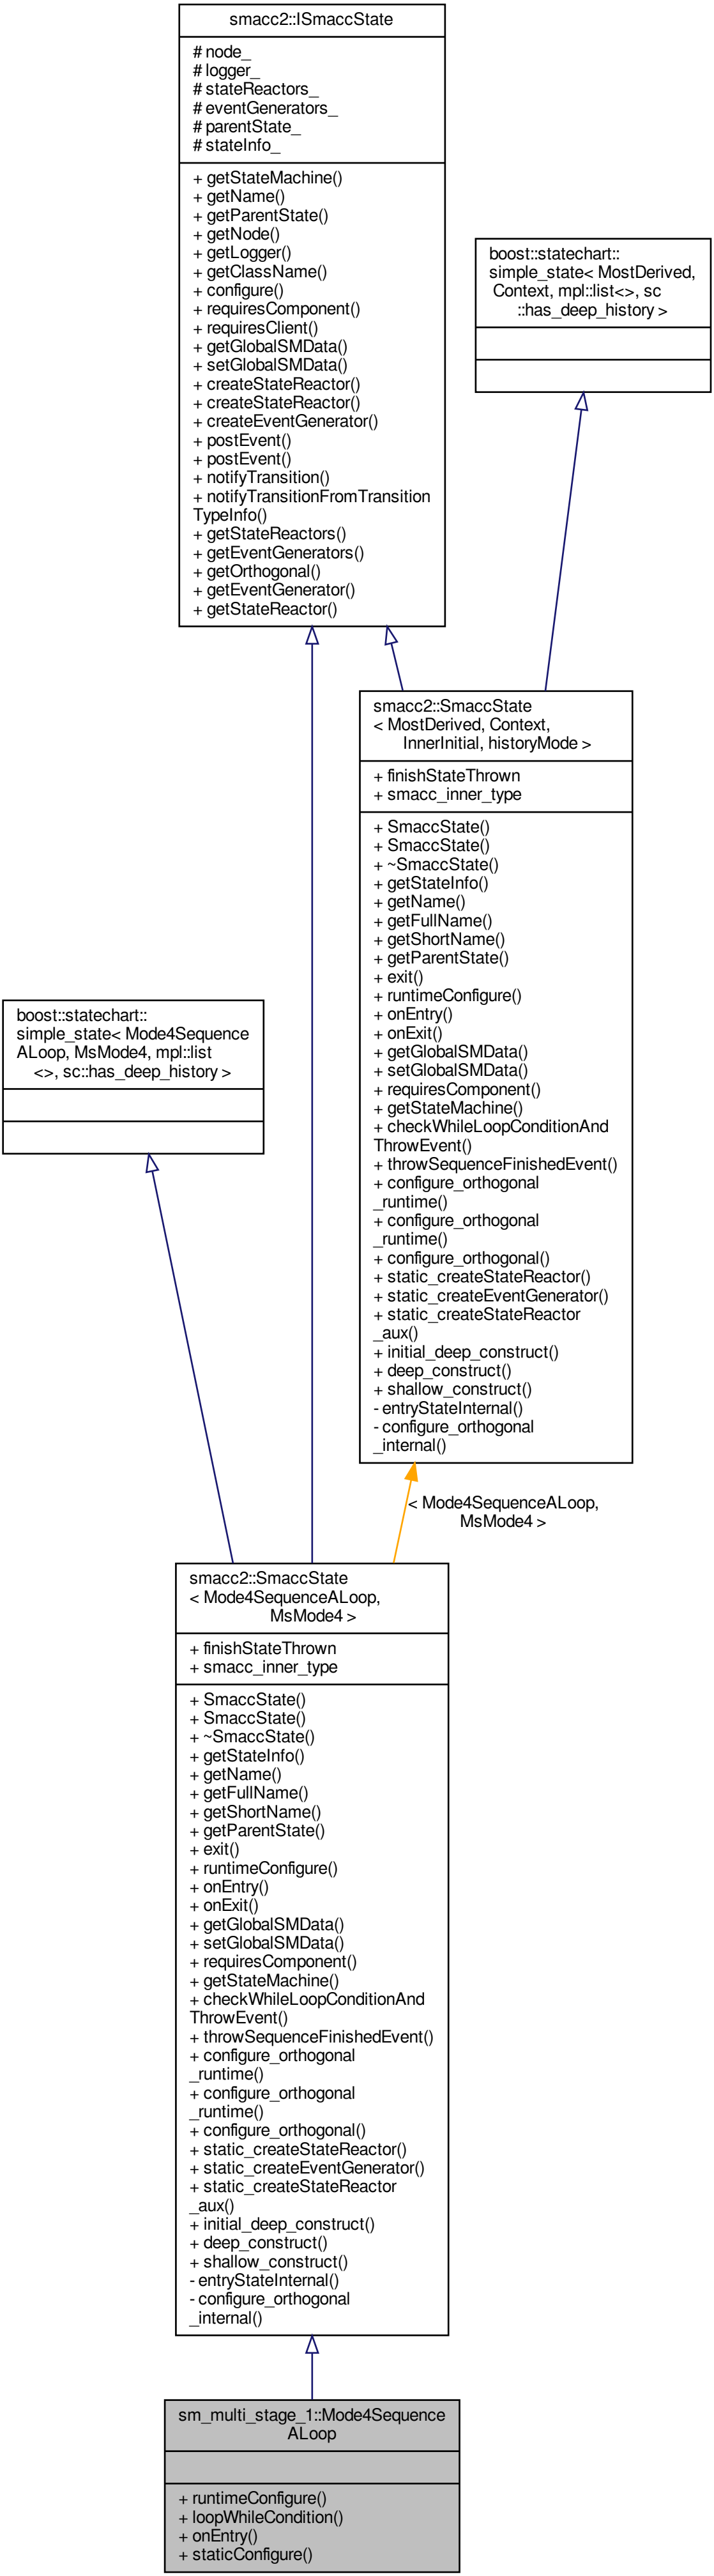 smacc2::ISmaccState
# node_
# logger_
# stateReactors_
# eventGenerators_
# parentState_
# stateInfo_
+ getStateMachine()
+ getName()
+ getParentState()
+ getNode()
+ getLogger()
+ getClassName()
+ configure()
+ requiresComponent()
+ requiresClient()
+ getGlobalSMData()
+ setGlobalSMData()
+ createStateReactor()
+ createStateReactor()
+ createEventGenerator()
+ postEvent()
+ postEvent()
+ notifyTransition()
+ notifyTransitionFromTransition
TypeInfo()
+ getStateReactors()
+ getEventGenerators()
+ getOrthogonal()
+ getEventGenerator()
+ getStateReactor()
boost::statechart::
simple_state< MostDerived,
Context, mpl::list<>, sc
::has_deep_history >
smacc2::SmaccState
< MostDerived, Context,
InnerInitial, historyMode >
+ finishStateThrown
+ smacc_inner_type
+ SmaccState()
+ SmaccState()
+ ~SmaccState()
+ getStateInfo()
+ getName()
+ getFullName()
+ getShortName()
+ getParentState()
+ exit()
+ runtimeConfigure()
+ onEntry()
+ onExit()
+ getGlobalSMData()
+ setGlobalSMData()
+ requiresComponent()
+ getStateMachine()
+ checkWhileLoopConditionAnd
ThrowEvent()
+ throwSequenceFinishedEvent()
+ configure_orthogonal
_runtime()
+ configure_orthogonal
_runtime()
+ configure_orthogonal()
+ static_createStateReactor()
+ static_createEventGenerator()
+ static_createStateReactor
_aux()
+ initial_deep_construct()
+ deep_construct()
+ shallow_construct()
- entryStateInternal()
- configure_orthogonal
_internal()
boost::statechart::
simple_state< Mode4Sequence
ALoop, MsMode4, mpl::list
<>, sc::has_deep_history >
< Mode4SequenceALoop,
MsMode4 >
smacc2::SmaccState
< Mode4SequenceALoop,
MsMode4 >
+ finishStateThrown
+ smacc_inner_type
+ SmaccState()
+ SmaccState()
+ ~SmaccState()
+ getStateInfo()
+ getName()
+ getFullName()
+ getShortName()
+ getParentState()
+ exit()
+ runtimeConfigure()
+ onEntry()
+ onExit()
+ getGlobalSMData()
+ setGlobalSMData()
+ requiresComponent()
+ getStateMachine()
+ checkWhileLoopConditionAnd
ThrowEvent()
+ throwSequenceFinishedEvent()
+ configure_orthogonal
_runtime()
+ configure_orthogonal
_runtime()
+ configure_orthogonal()
+ static_createStateReactor()
+ static_createEventGenerator()
+ static_createStateReactor
_aux()
+ initial_deep_construct()
+ deep_construct()
+ shallow_construct()
- entryStateInternal()
- configure_orthogonal
_internal()
sm_multi_stage_1::Mode4Sequence
ALoop
+ runtimeConfigure()
+ loopWhileCondition()
+ onEntry()
+ staticConfigure()